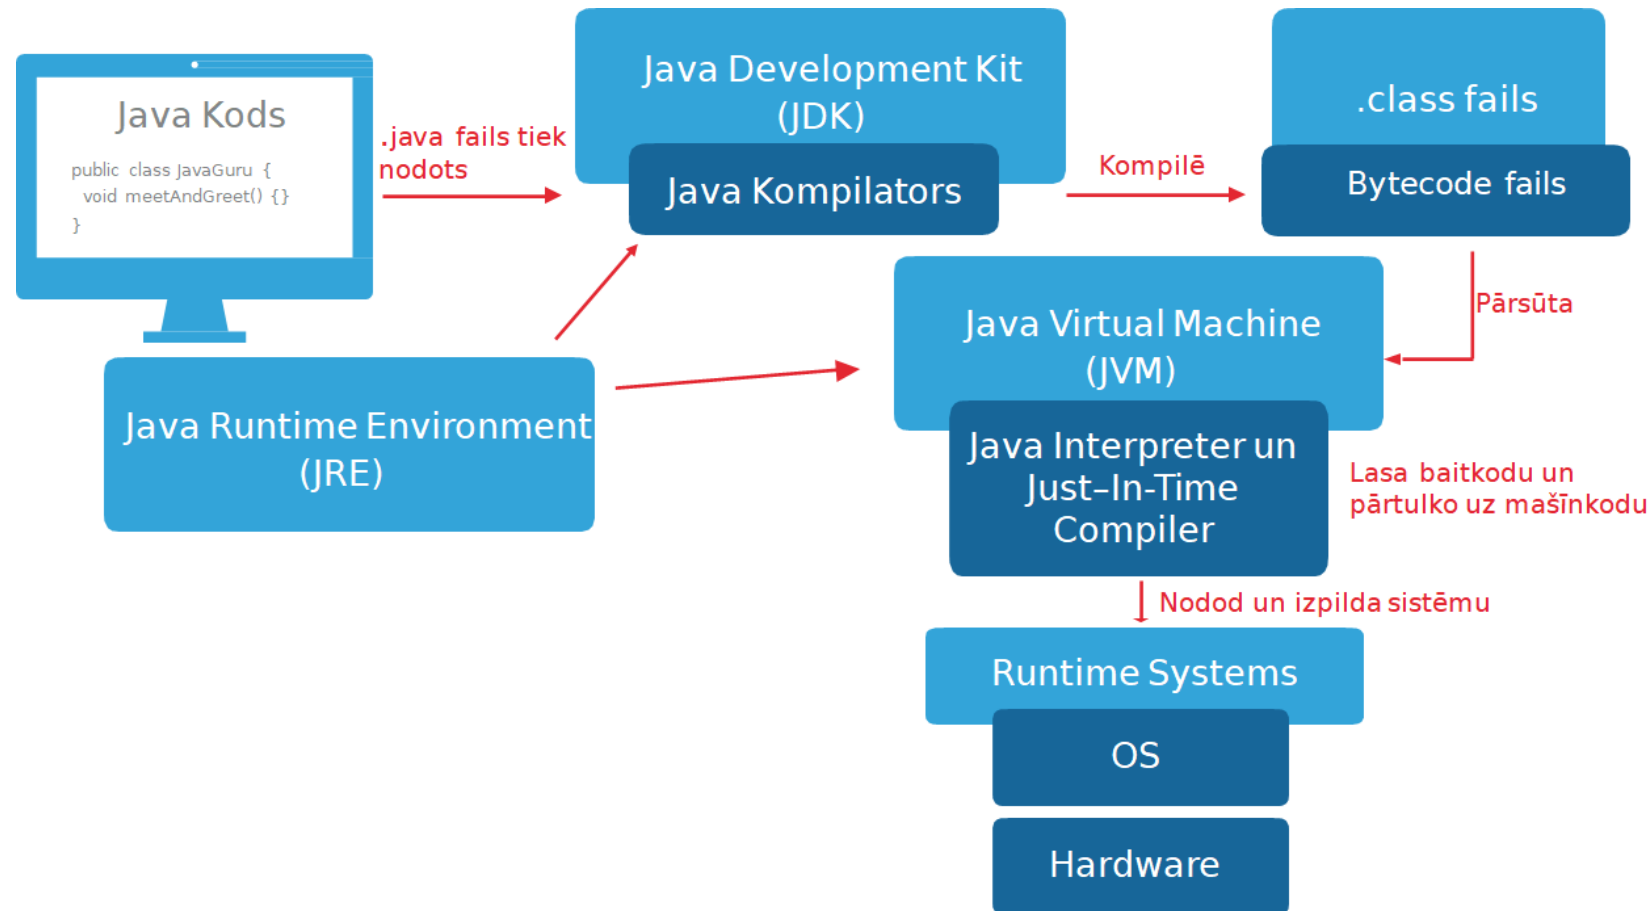 Java Kods
public class JavaGuru {
void meetAndGreet() {}
}
.java fails tiek
nodots
Java Development Kit
(JDK)
Java Kompilators
Kompilē
.class fails
Bytecode fails
Pārsūta
Java Virtual Machine
(JVM)
Java Interpreter un
Just–In-Time
Compiler
Lasa baitkodu un
pārtulko uz mašīnkodu
Java Runtime Environment
(JRE)
Nodod un izpilda sistēmu
Runtime Systems
OS
Hardware